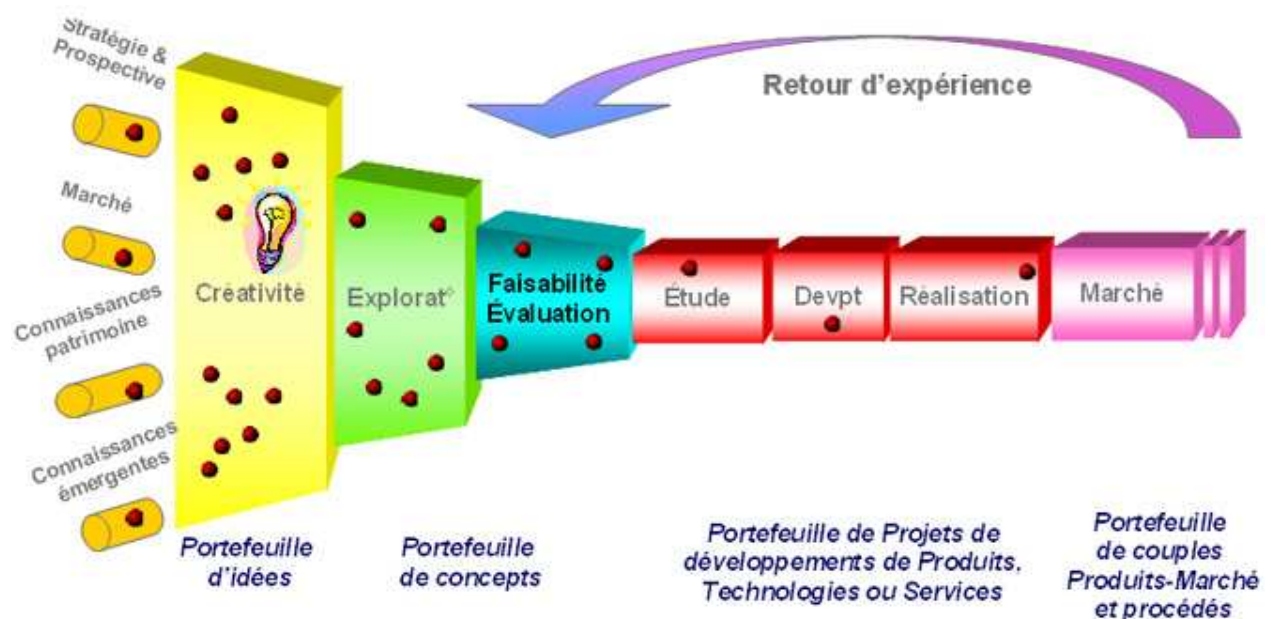 Stratégie &
Prospective
Marché
Connaissances
patrimoine
Connaissances
émergentes
Retour d'expérience
Créativité
Explorat°
Faisabilité
Évaluation
Étude
Devpt
Réalisation
Marché
Portefeuille
d'idées
Portefeuille
de concepts
Portefeuille de Projets de
développements de Produits,
Technologies ou Services
Portefeuille
de couples
Produits-Marché
et procédés